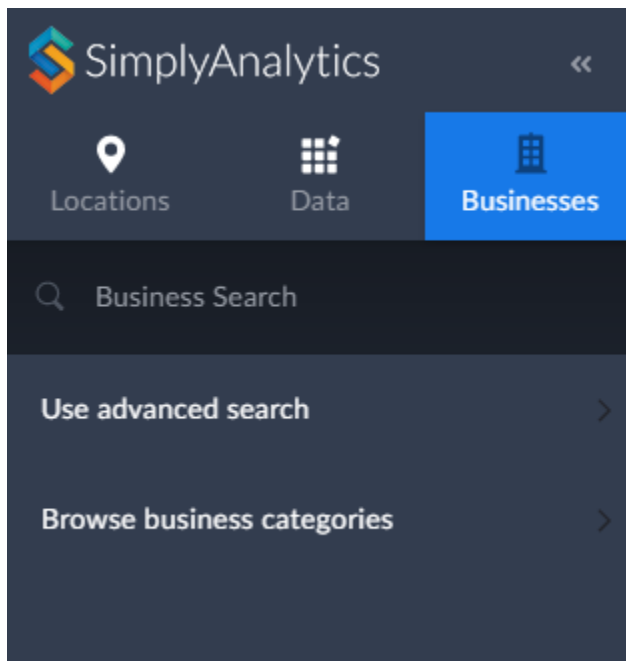 SimplyAnalytics
Locations Data Businesses
Business Search
Use advanced search
Browse business categories